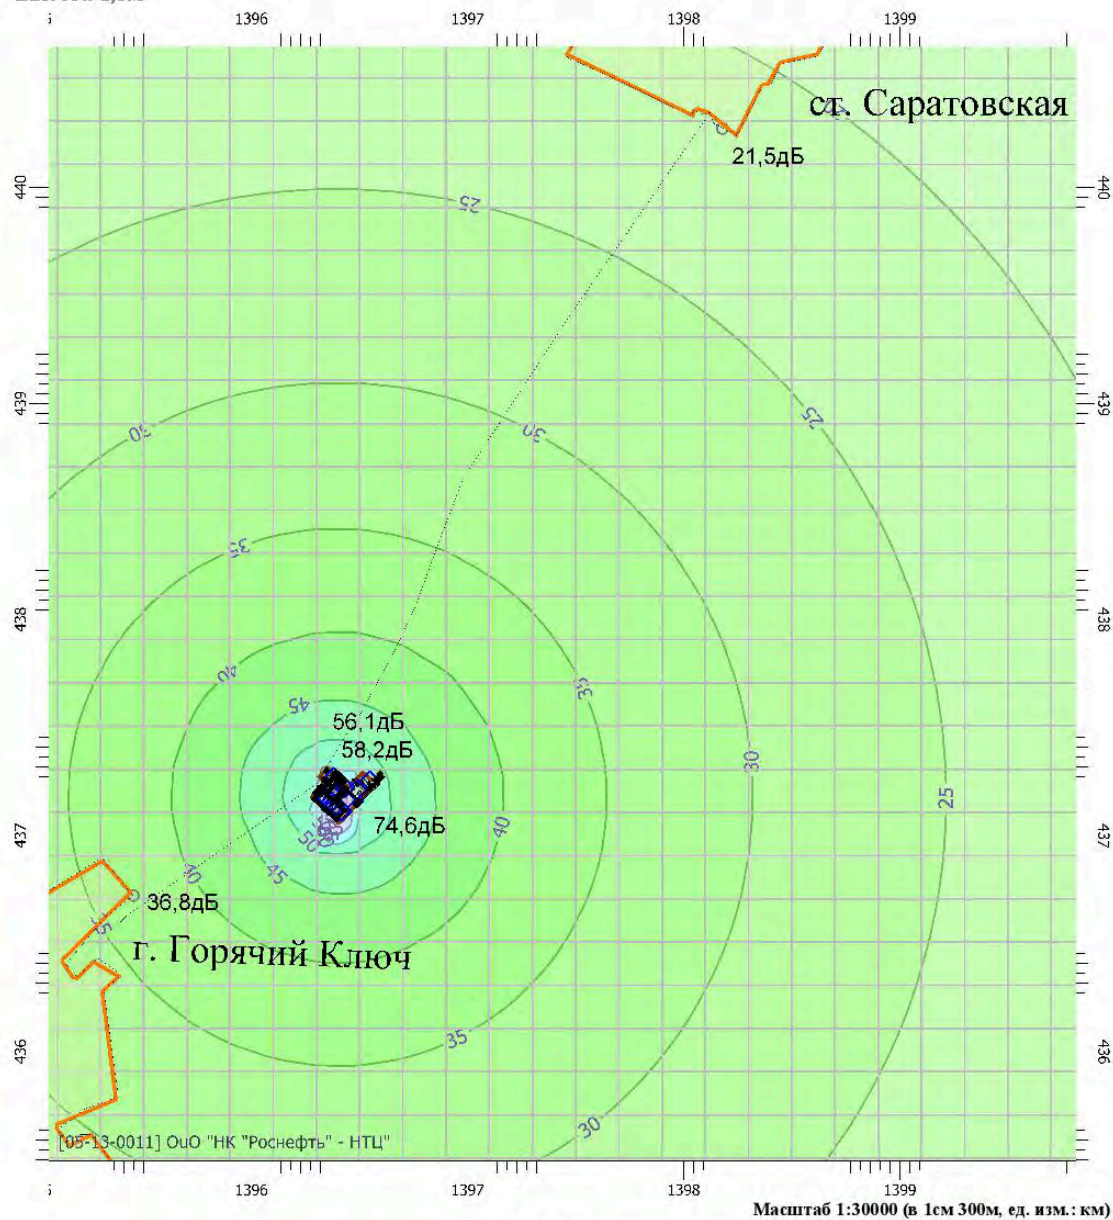 1396 1397 1398 1399
ст. Саратовская
21,5дБ
440 440
25
439 439
25
30 30
35
438 438
40
35
45
56,1дБ
58,2дБ
30
25
74,6дБ
40
437 437
50
45
40
36,8дБ
35
г. Горячий Ключ
35
436 436
30
[05-13-0011] ОиО "НК "Роснефть" - НТЦ"
1396 1397 1398 1399
Масштаб 1:30000 (в 1см 300м, ед. изм.: км)